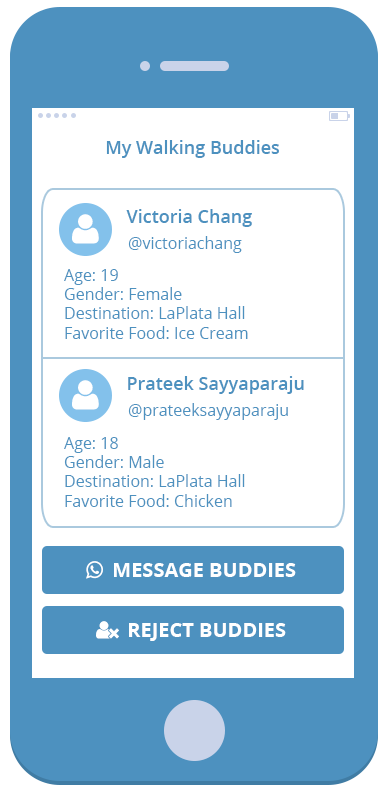 My Walking Buddies
Victoria Chang
@victoriachang
Age: 19
Gender: Female
Destination: LaPlata Hall
Favorite Food: Ice Cream
Prateek Sayyaparaju
@prateeksayyaparaju
Age: 18
Gender: Male
Destination: LaPlata Hall
Favorite Food: Chicken
MESSAGE BUDDIES
REJECT BUDDIES